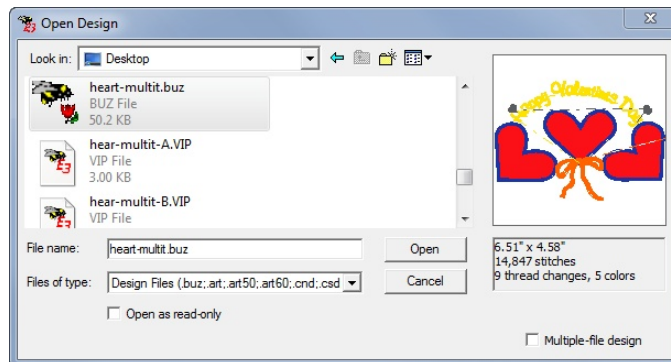 Open Design
Look in: Desktop
heart-multit.buz
BUZ File
50.2 KB
hear-multit-A.VIP
VIP File
3.00 KB
hear-multit-B.VIP
VIP File
File name: heart-multit.buz Open
Files of type: Design Files (.buz;.art;.art50;.art60;.cnd;.csd Cancel
Open as read-only
Happy Valentines Day
6.51" x 4.58"
14,847 stitches
9 thread changes, 5 colors
Multiple-file design